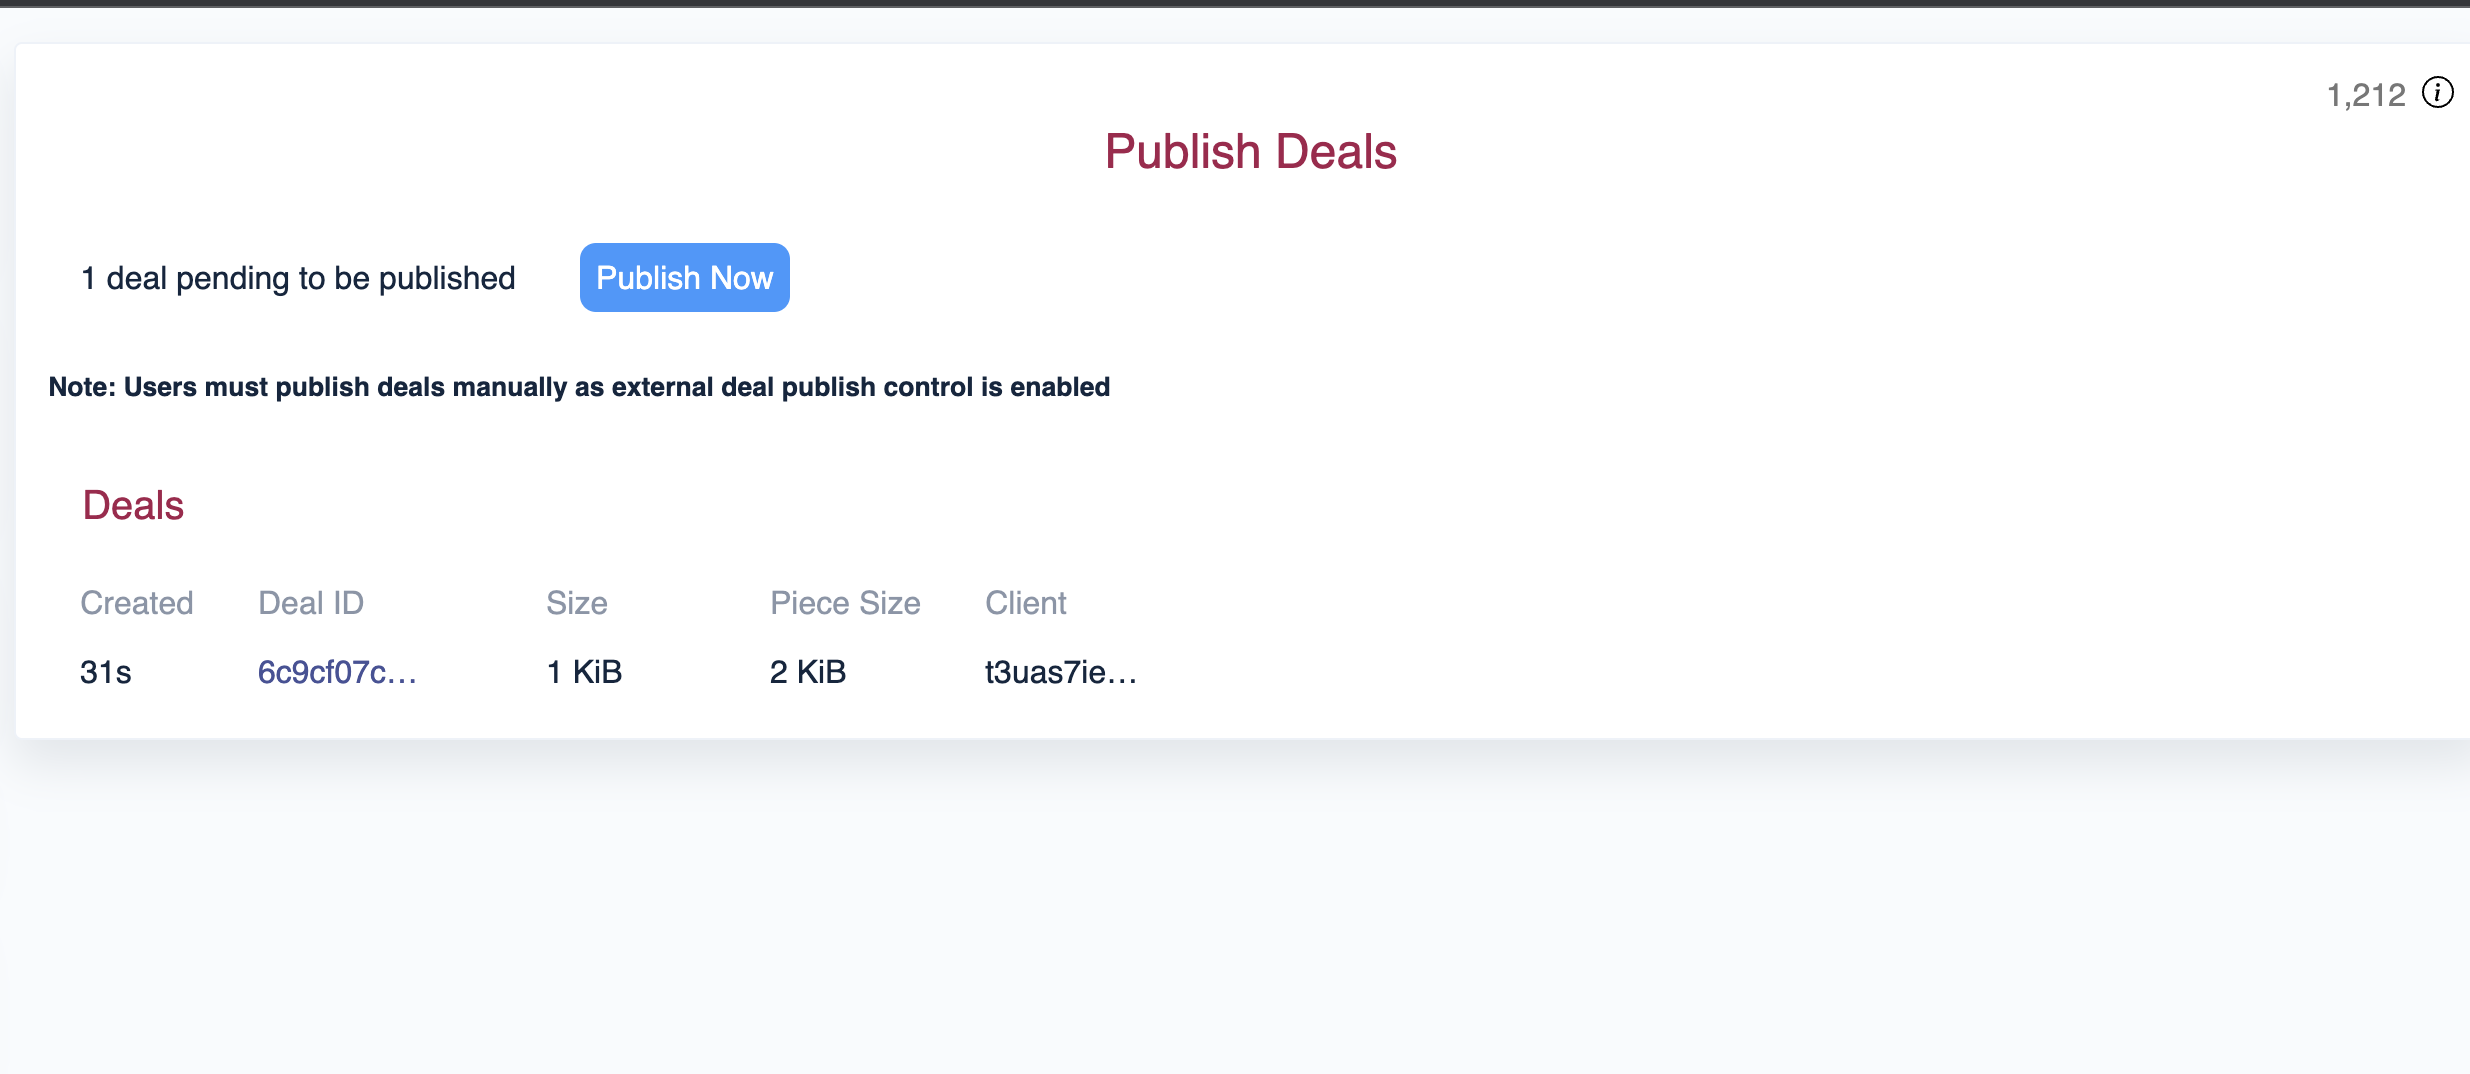 1,212 i
Publish Deals
1 deal pending to be published Publish Now
Note: Users must publish deals manually as external deal publish control is enabled
Deals
Created Deal ID Size Piece Size Client
31s 6c9cf07c… 1 KiB 2 KiB t3uas7ie…